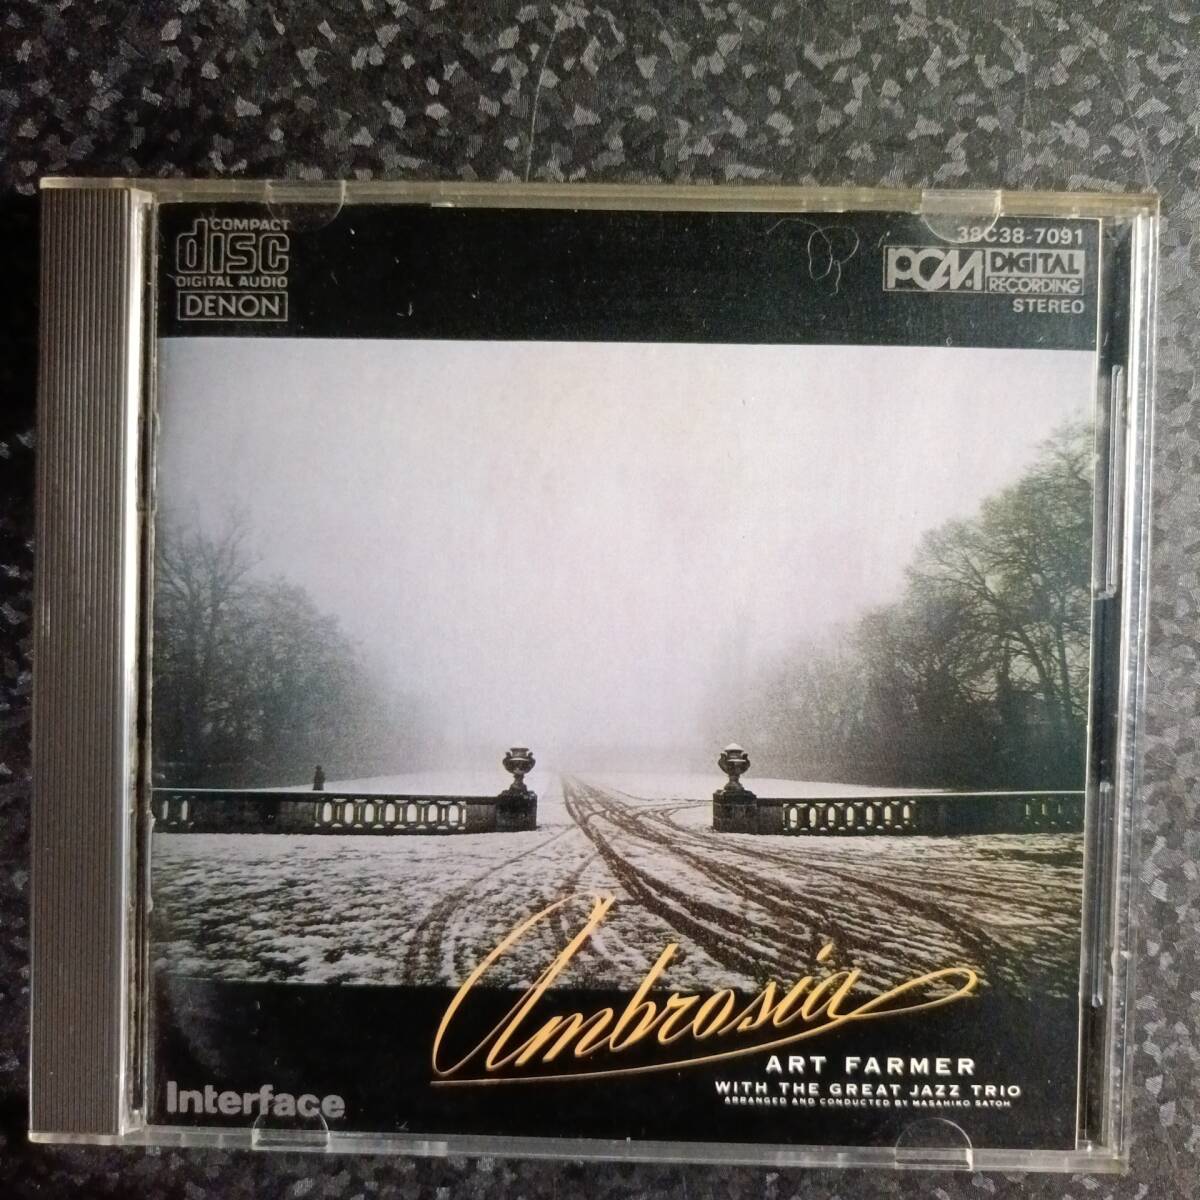 COMPACT
disc
DIGITAL AUDIO
DENON
38C38-7091
PCM DIGITAL
RECORDING
STEREO
Ambrosia
ART FARMER
WITH THE GREAT JAZZ TRIO
ARRANGED AND CONDUCTED BY MASAHIKO SATOH
Interface